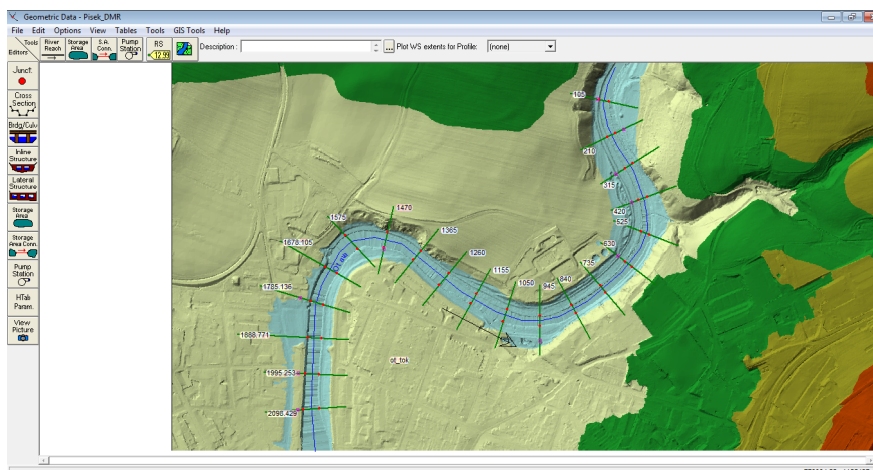 Geometric Data - Pisek_DMR
File Edit Options View Tables Tools GIS Tools Help
Tools
Editors
River Reach
Storage Area
S.A. Conn.
Pump Station
RS
12.99
Description :
...
Plot WS extents for Profile:
(none)
Junct.
Cross Section
Brdg/Culv
Inline Structure
Lateral Structure
Storage Area
Storage Area Conn.
Pump Station
HTab Param.
View Picture
105
210
315
420
525
630
735
840
945
1050
1155
1260
1365
1470
1575
1678.105
1785.136
1888.771
1995.253
2098.429
ot_tok